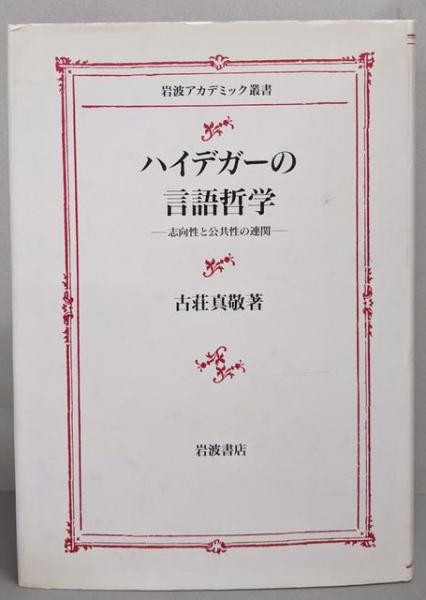 岩波アカデミック叢書
ハイデガーの
言語哲学
―志向性と公共性の連関―
古荘真敬著
岩波書店